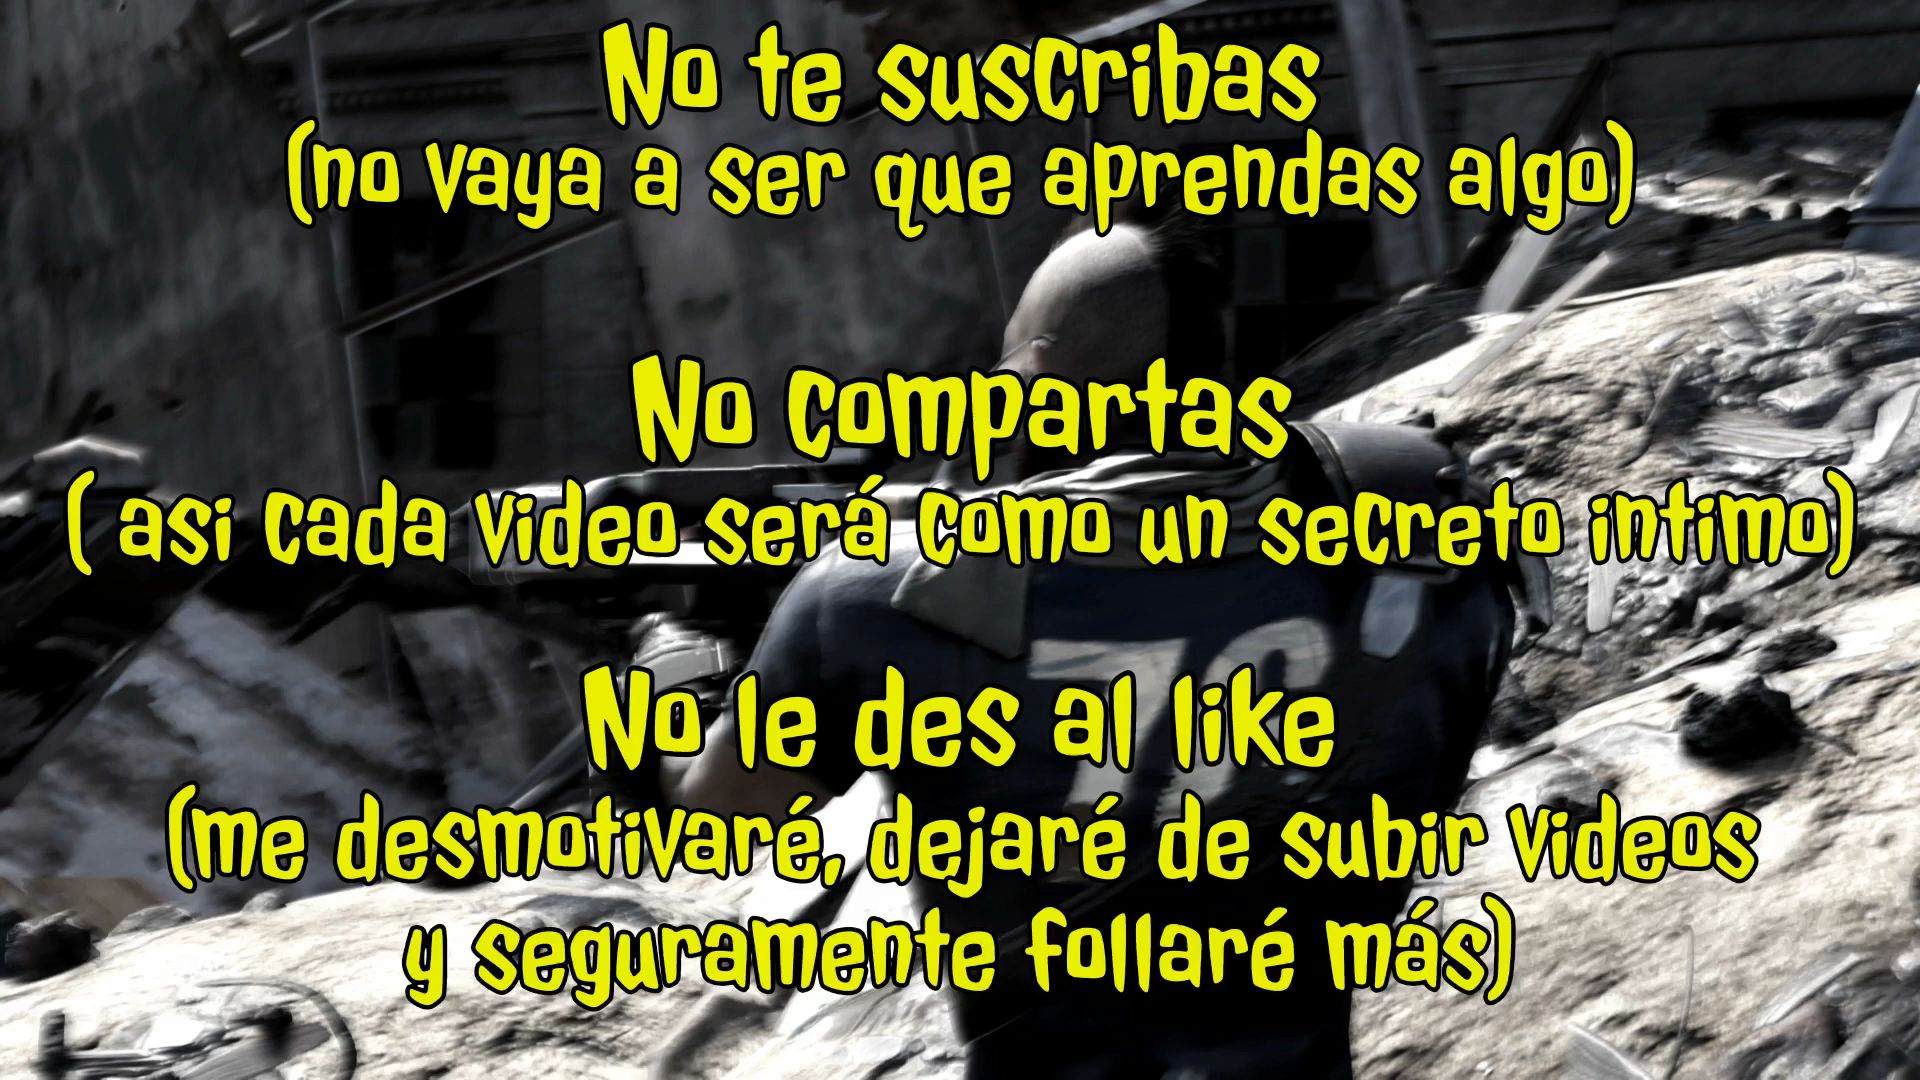 No te suscribas
(no vaya a ser que aprendas algo)
No compartas
( asi cada video será como un secreto intimo)
No le des al like
(me desmotivaré, dejaré de subir videos
y seguramente follaré más)
76